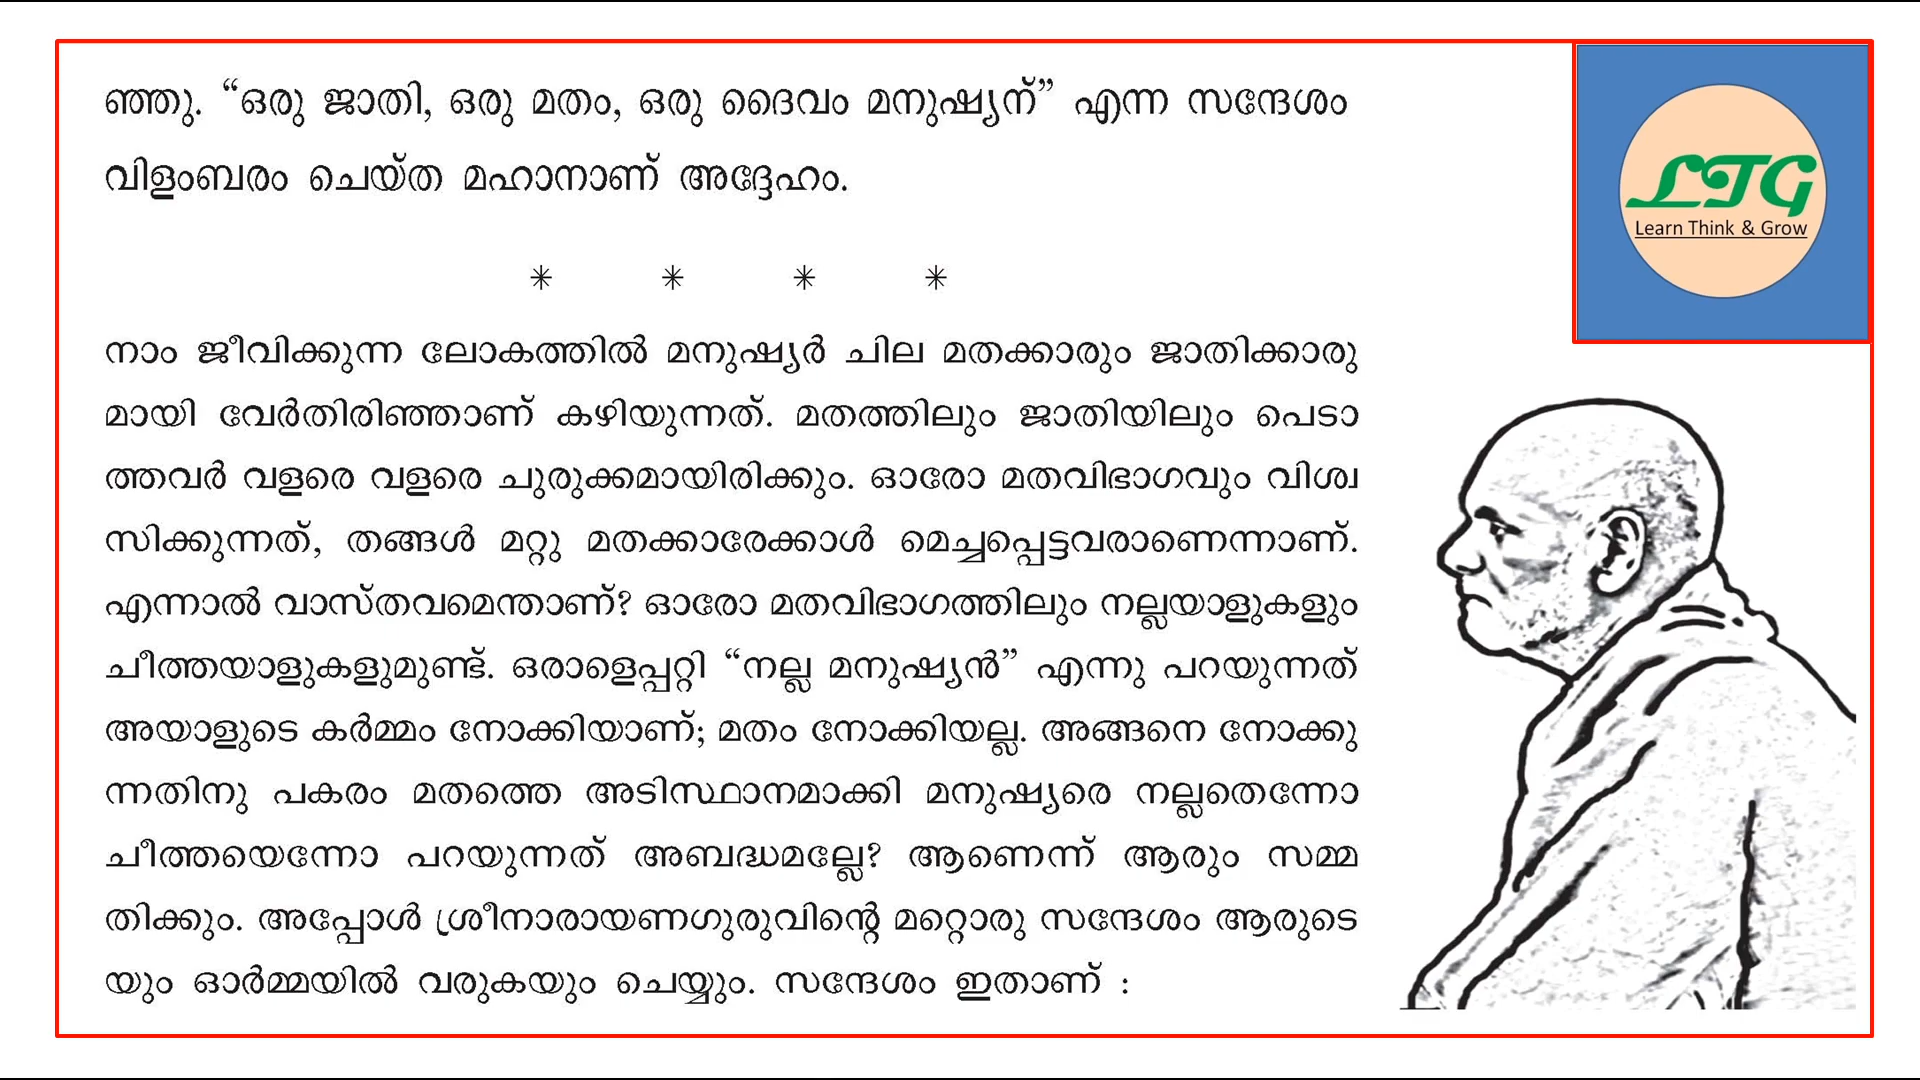 ഞ്ഞു. “ഒരു ജാതി, ഒരു മതം, ഒരു ദൈവം മനുഷ്യന്” എന്ന സന്ദേശം
വിളംബരം ചെയ്ത മഹാനാണ് അദ്ദേഹം.
LTG
Learn Think & Grow
* * * *
നാം ജീവിക്കുന്ന ലോകത്തിൽ മനുഷ്യർ ചില മതക്കാരും ജാതിക്കാരു
മായി വേർതിരിഞ്ഞാണ് കഴിയുന്നത്. മതത്തിലും ജാതിയിലും പെടാ
ത്തവർ വളരെ വളരെ ചുരുക്കമായിരിക്കും. ഓരോ മതവിഭാഗവും വിശ്വ
സിക്കുന്നത്, തങ്ങൾ മറ്റു മതക്കാരേക്കാൾ മെച്ചപ്പെട്ടവരാണെന്നാണ്.
എന്നാൽ വാസ്തവമെന്താണ്? ഓരോ മതവിഭാഗത്തിലും നല്ലയാളുകളും
ചീത്തയാളുകളുമുണ്ട്. ഒരാളെപ്പറ്റി “നല്ല മനുഷ്യൻ” എന്നു പറയുന്നത്
അയാളുടെ കർമ്മം നോക്കിയാണ്; മതം നോക്കിയല്ല. അങ്ങനെ നോക്കു
ന്നതിനു പകരം മതത്തെ അടിസ്ഥാനമാക്കി മനുഷ്യരെ നല്ലതെന്നോ
ചീത്തയെന്നോ പറയുന്നത് അബദ്ധമല്ലേ? ആണെന്ന് ആരും സമ്മ
തിക്കും. അപ്പോൾ ശ്രീനാരായണഗുരുവിന്റെ മറ്റൊരു സന്ദേശം ആരുടെ
യും ഓർമ്മയിൽ വരുകയും ചെയ്യും. സന്ദേശം ഇതാണ് :